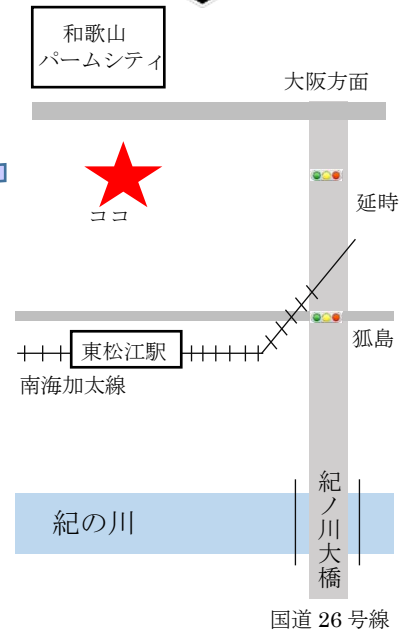 和歌山
パームシティ
大阪方面
ココ
延時
狐島
東松江駅
南海加太線
紀の川
紀ノ川大橋
国道 26 号線